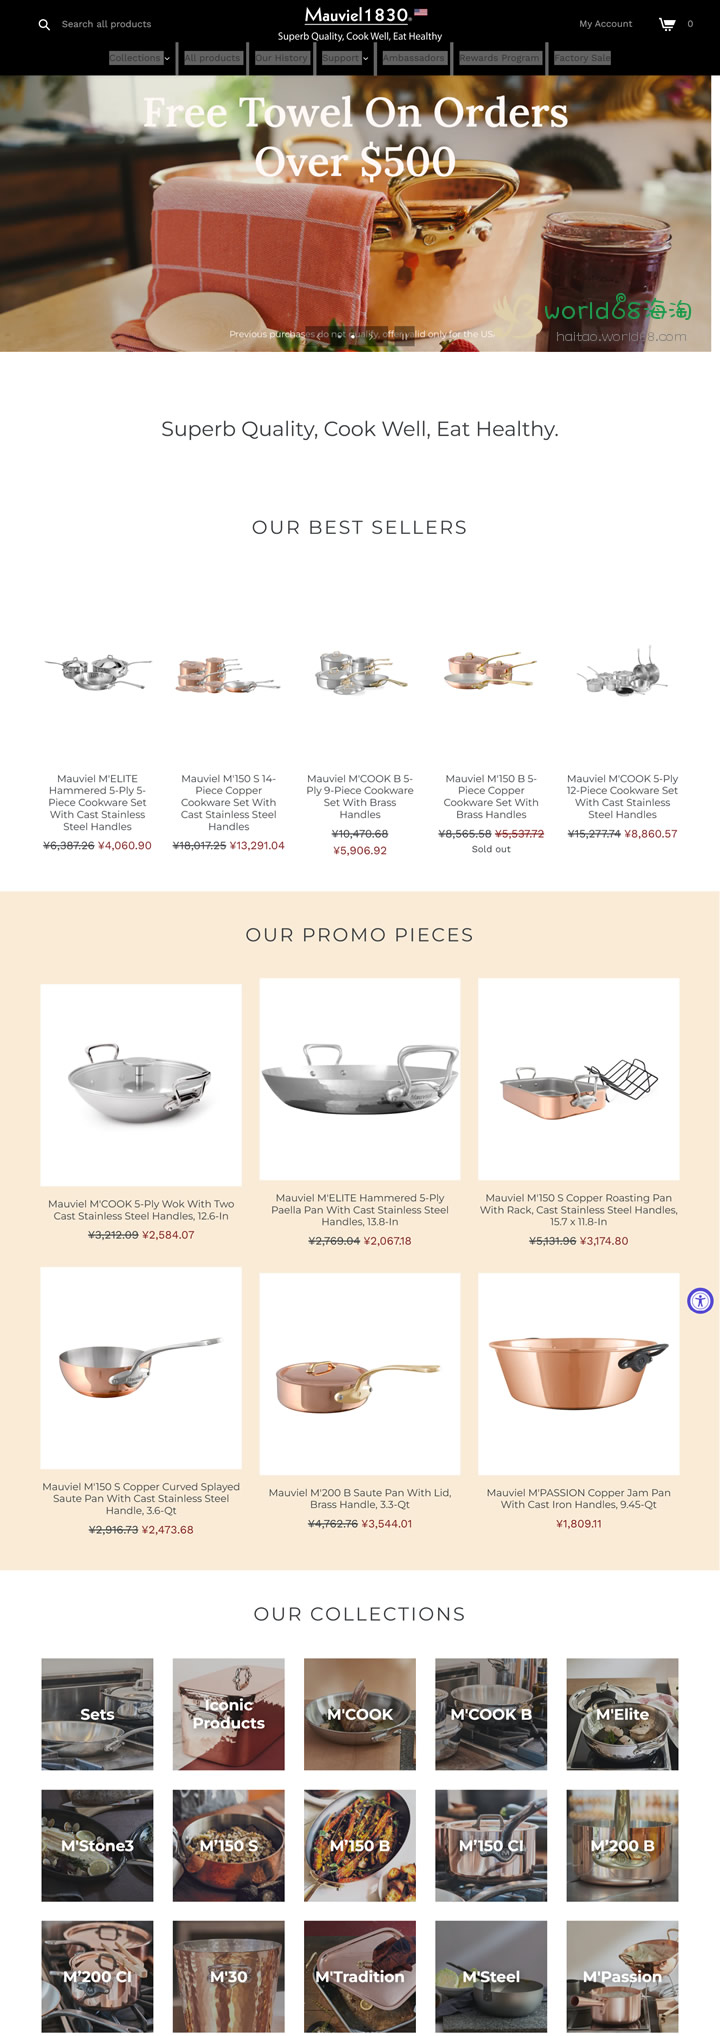 Search all products
Mauviel1830
Superb Quality, Cook Well, Eat Healthy
My Account
0
Collections
All products
Our History
Support
Ambassadors
Rewards Program
Factory Sale
Free Towel On Orders
Over $500
world68海淘
haitao.world68.com
Previous purchases do not qualify, offer valid only for the US.
Superb Quality, Cook Well, Eat Healthy.
OUR BEST SELLERS
Mauviel M'ELITE
Hammered 5-Ply 5-
Piece Cookware Set
With Cast Stainless
Steel Handles
¥6,387.26 ¥4,060.90
Mauviel M'150 S 14-
Piece Copper
Cookware Set With
Cast Stainless Steel
Handles
¥18,017.25 ¥13,291.04
Mauviel M'COOK B 5-
Ply 9-Piece Cookware
Set With Brass
Handles
¥10,470.68
¥5,906.92
Mauviel M'150 B 5-
Piece Copper
Cookware Set With
Brass Handles
¥8,565.58 ¥5,537.72
Sold out
Mauviel M'COOK 5-Ply
12-Piece Cookware Set
With Cast Stainless
Steel Handles
¥15,277.74 ¥8,860.57
OUR PROMO PIECES
Mauviel M'COOK 5-Ply Wok With Two
Cast Stainless Steel Handles, 12.6-In
¥3,212.09 ¥2,584.07
Mauviel M'ELITE Hammered 5-Ply
Paella Pan With Cast Stainless Steel
Handles, 13.8-In
¥2,769.04 ¥2,067.18
Mauviel M'150 S Copper Roasting Pan
With Rack, Cast Stainless Steel Handles,
15.7 x 11.8-In
¥5,131.96 ¥3,174.80
Mauviel M'150 S Copper Curved Splayed
Saute Pan With Cast Stainless Steel
Handle, 3.6-Qt
¥2,916.73 ¥2,473.68
Mauviel M'200 B Saute Pan With Lid,
Brass Handle, 3.3-Qt
¥4,762.76 ¥3,544.01
Mauviel M'PASSION Copper Jam Pan
With Cast Iron Handles, 9.45-Qt
¥1,809.11
OUR COLLECTIONS
Sets
Iconic
Products
M'COOK
M'COOK B
M'Elite
M'Stone3
M'150 S
M'150 B
M'150 CI
M'200 B
M'200 CI
M'30
M'Tradition
M'Steel
M'Passion